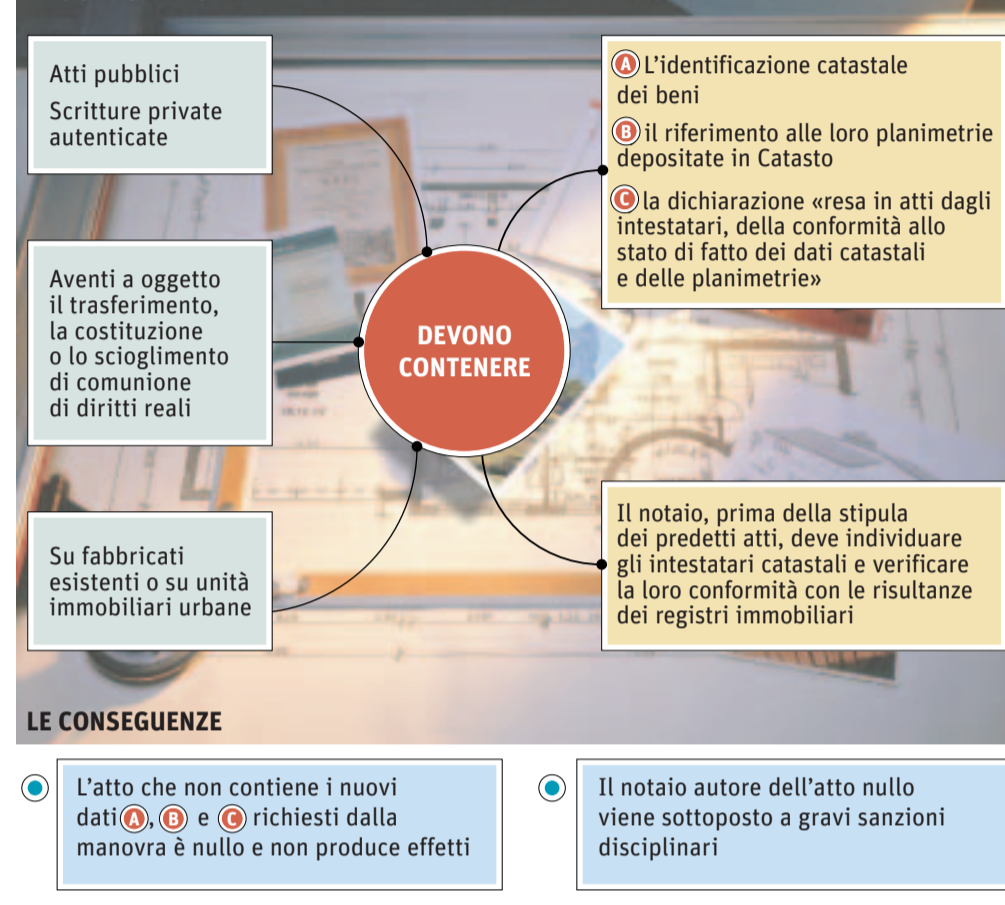 Atti pubblici
Scritture private
autenticate
Aventi a oggetto
il trasferimento,
la costituzione
o lo scioglimento
di comunione
di diritti reali
Su fabbricati
esistenti o su unità
immobiliari urbane
DEVONO
CONTENERE
A L'identificazione catastale
dei beni
B il riferimento alle loro planimetrie
depositate in Catasto
C la dichiarazione «resa in atti dagli
intestatari, della conformità allo
stato di fatto dei dati catastali
e delle planimetrie»
Il notaio, prima della stipula
dei predetti atti, deve individuare
gli intestatari catastali e verificare
la loro conformità con le risultanze
dei registri immobiliari
LE CONSEGUENZE
L'atto che non contiene i nuovi
dati A, B e C richiesti dalla
manovra è nullo e non produce effetti
Il notaio autore dell'atto nullo
viene sottoposto a gravi sanzioni
disciplinari